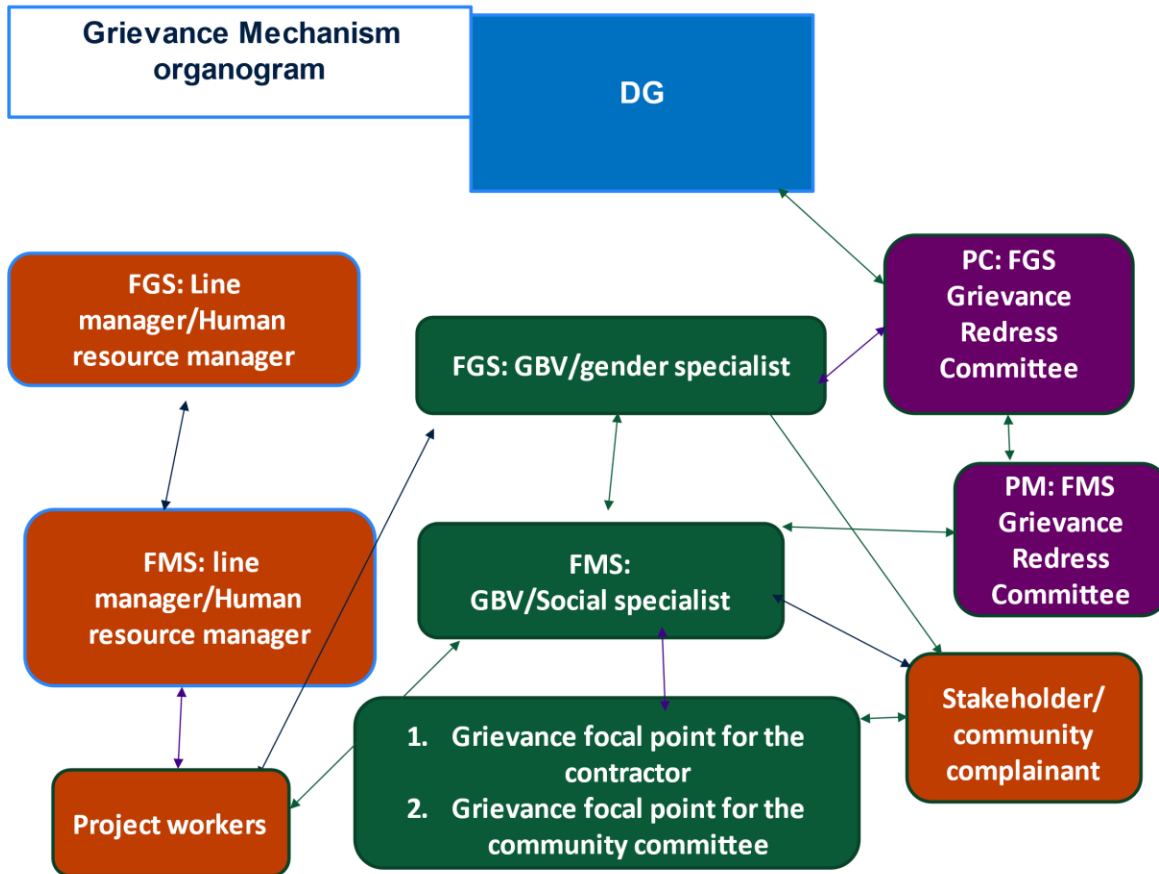 Grievance Mechanism
organogram
DG
PC: FGS
Grievance
Redress
Committee
FGS: Line
manager/Human
resource manager
FGS: GBV/gender specialist
PM: FMS
Grievance
Redress
Committee
FMS: line
manager/Human
resource manager
FMS:
GBV/Social specialist
Stakeholder/
community
complainant
1. Grievance focal point for the
contractor
2. Grievance focal point for the
community committee
Project workers